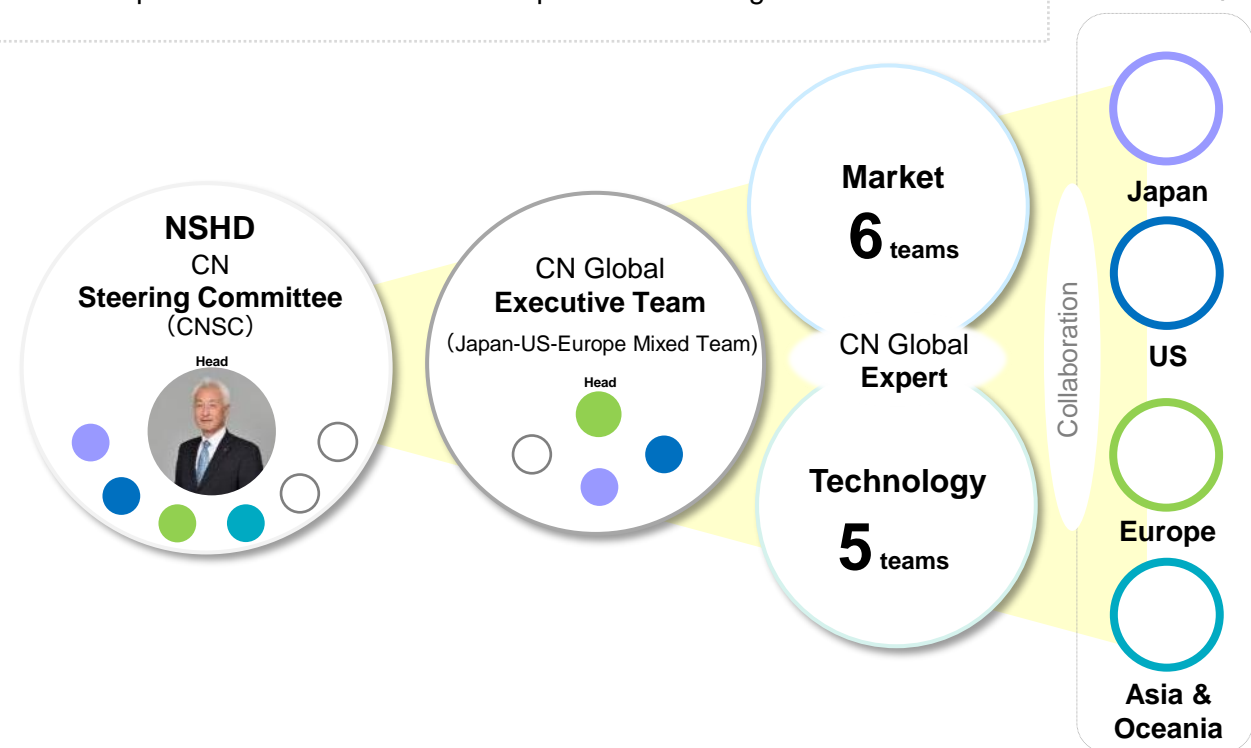 NSHD
CN
Steering Committee
（CNSC）
Head
CN Global
Executive Team
（Japan-US-Europe Mixed Team)
Head
Market
6 teams
CN Global
Expert
Technology
5 teams
Collaboration
Japan
US
Europe
Asia &
Oceania